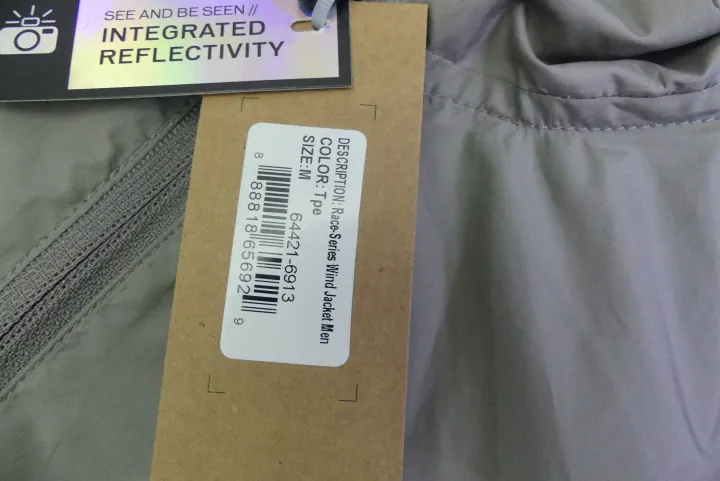 SEE AND BE SEEN //
INTEGRATED
REFLECTIVITY
DESCRIPTION: Race-Series Wind Jacket Men
COLOR: Tpe
SIZE: M
64421-6913
8 88818 65692 9